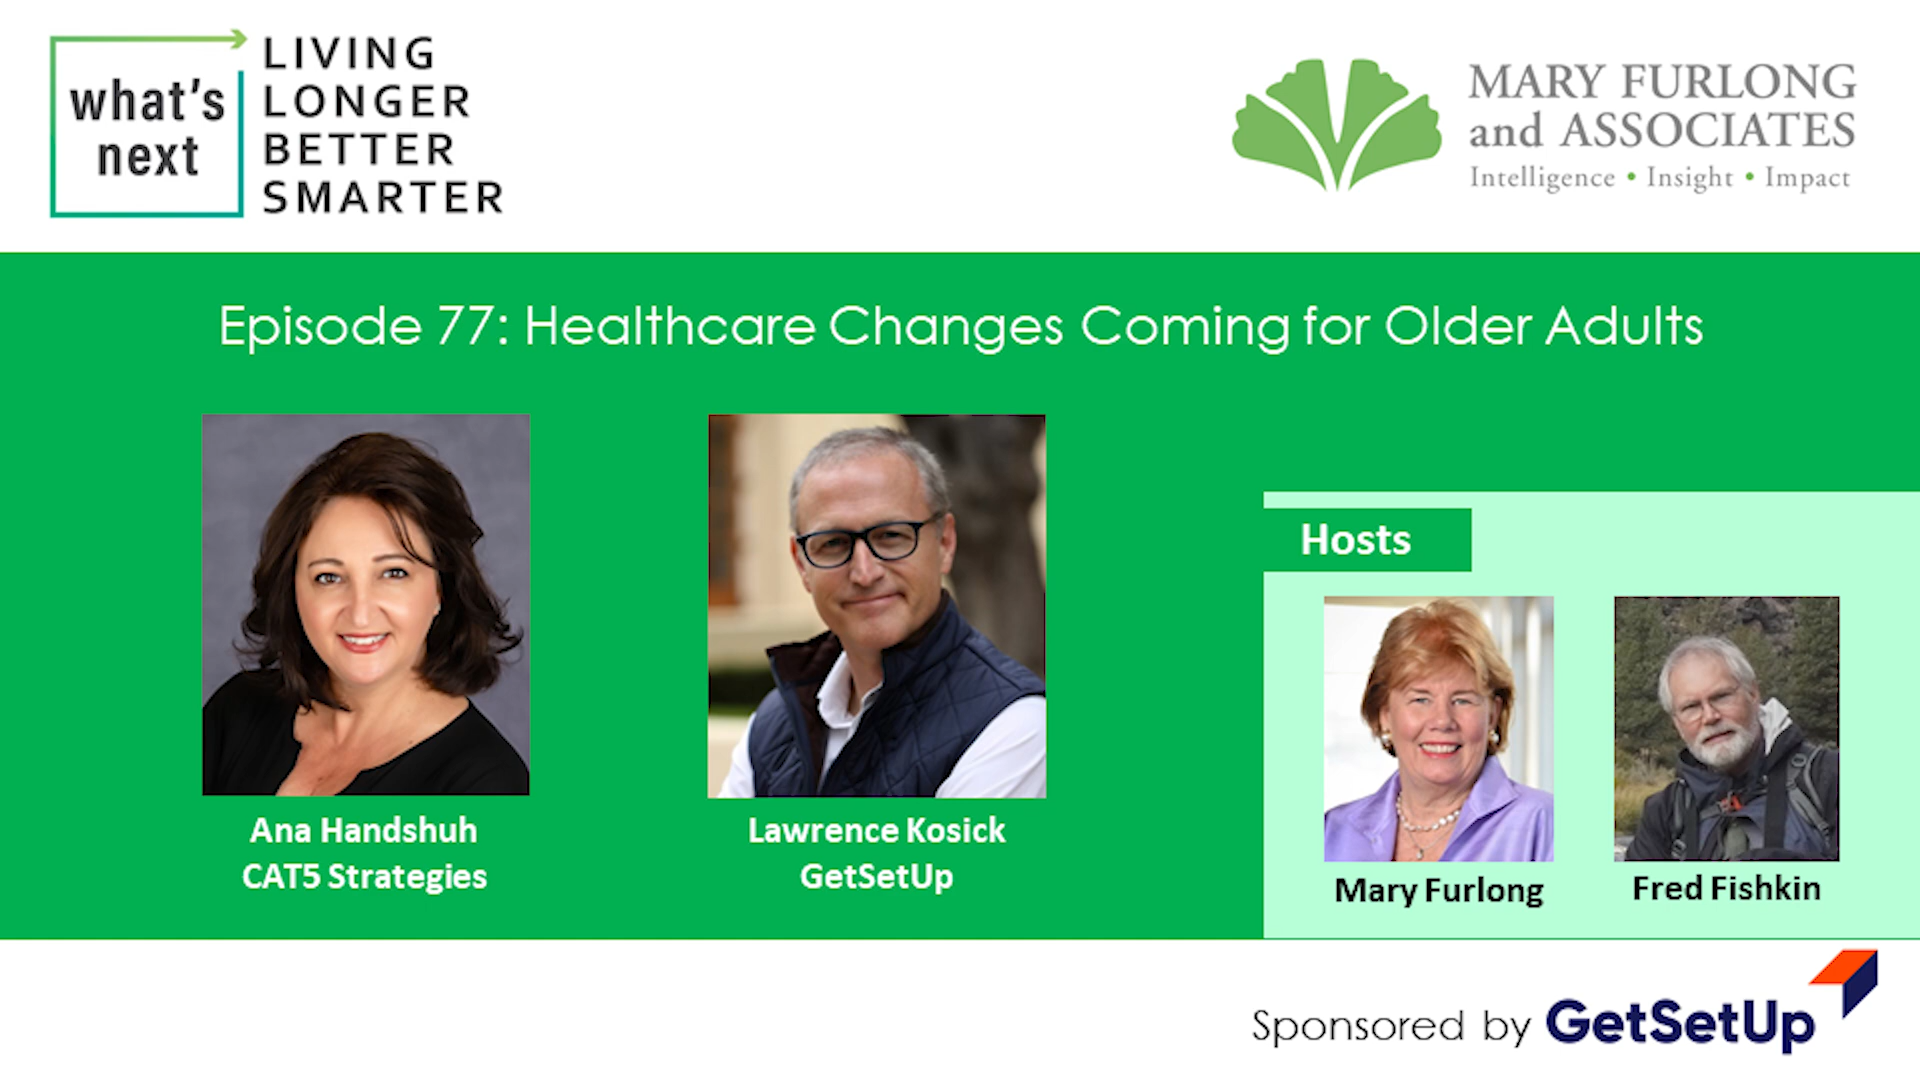 what's
next
LIVING
LONGER
BETTER
SMARTER
MARY FURLONG
and ASSOCIATES
Intelligence • Insight • Impact
Episode 77: Healthcare Changes Coming for Older Adults
Ana Handshuh
CAT5 Strategies
Lawrence Kosick
GetSetUp
Hosts
Mary Furlong
Fred Fishkin
Sponsored by GetSetUp